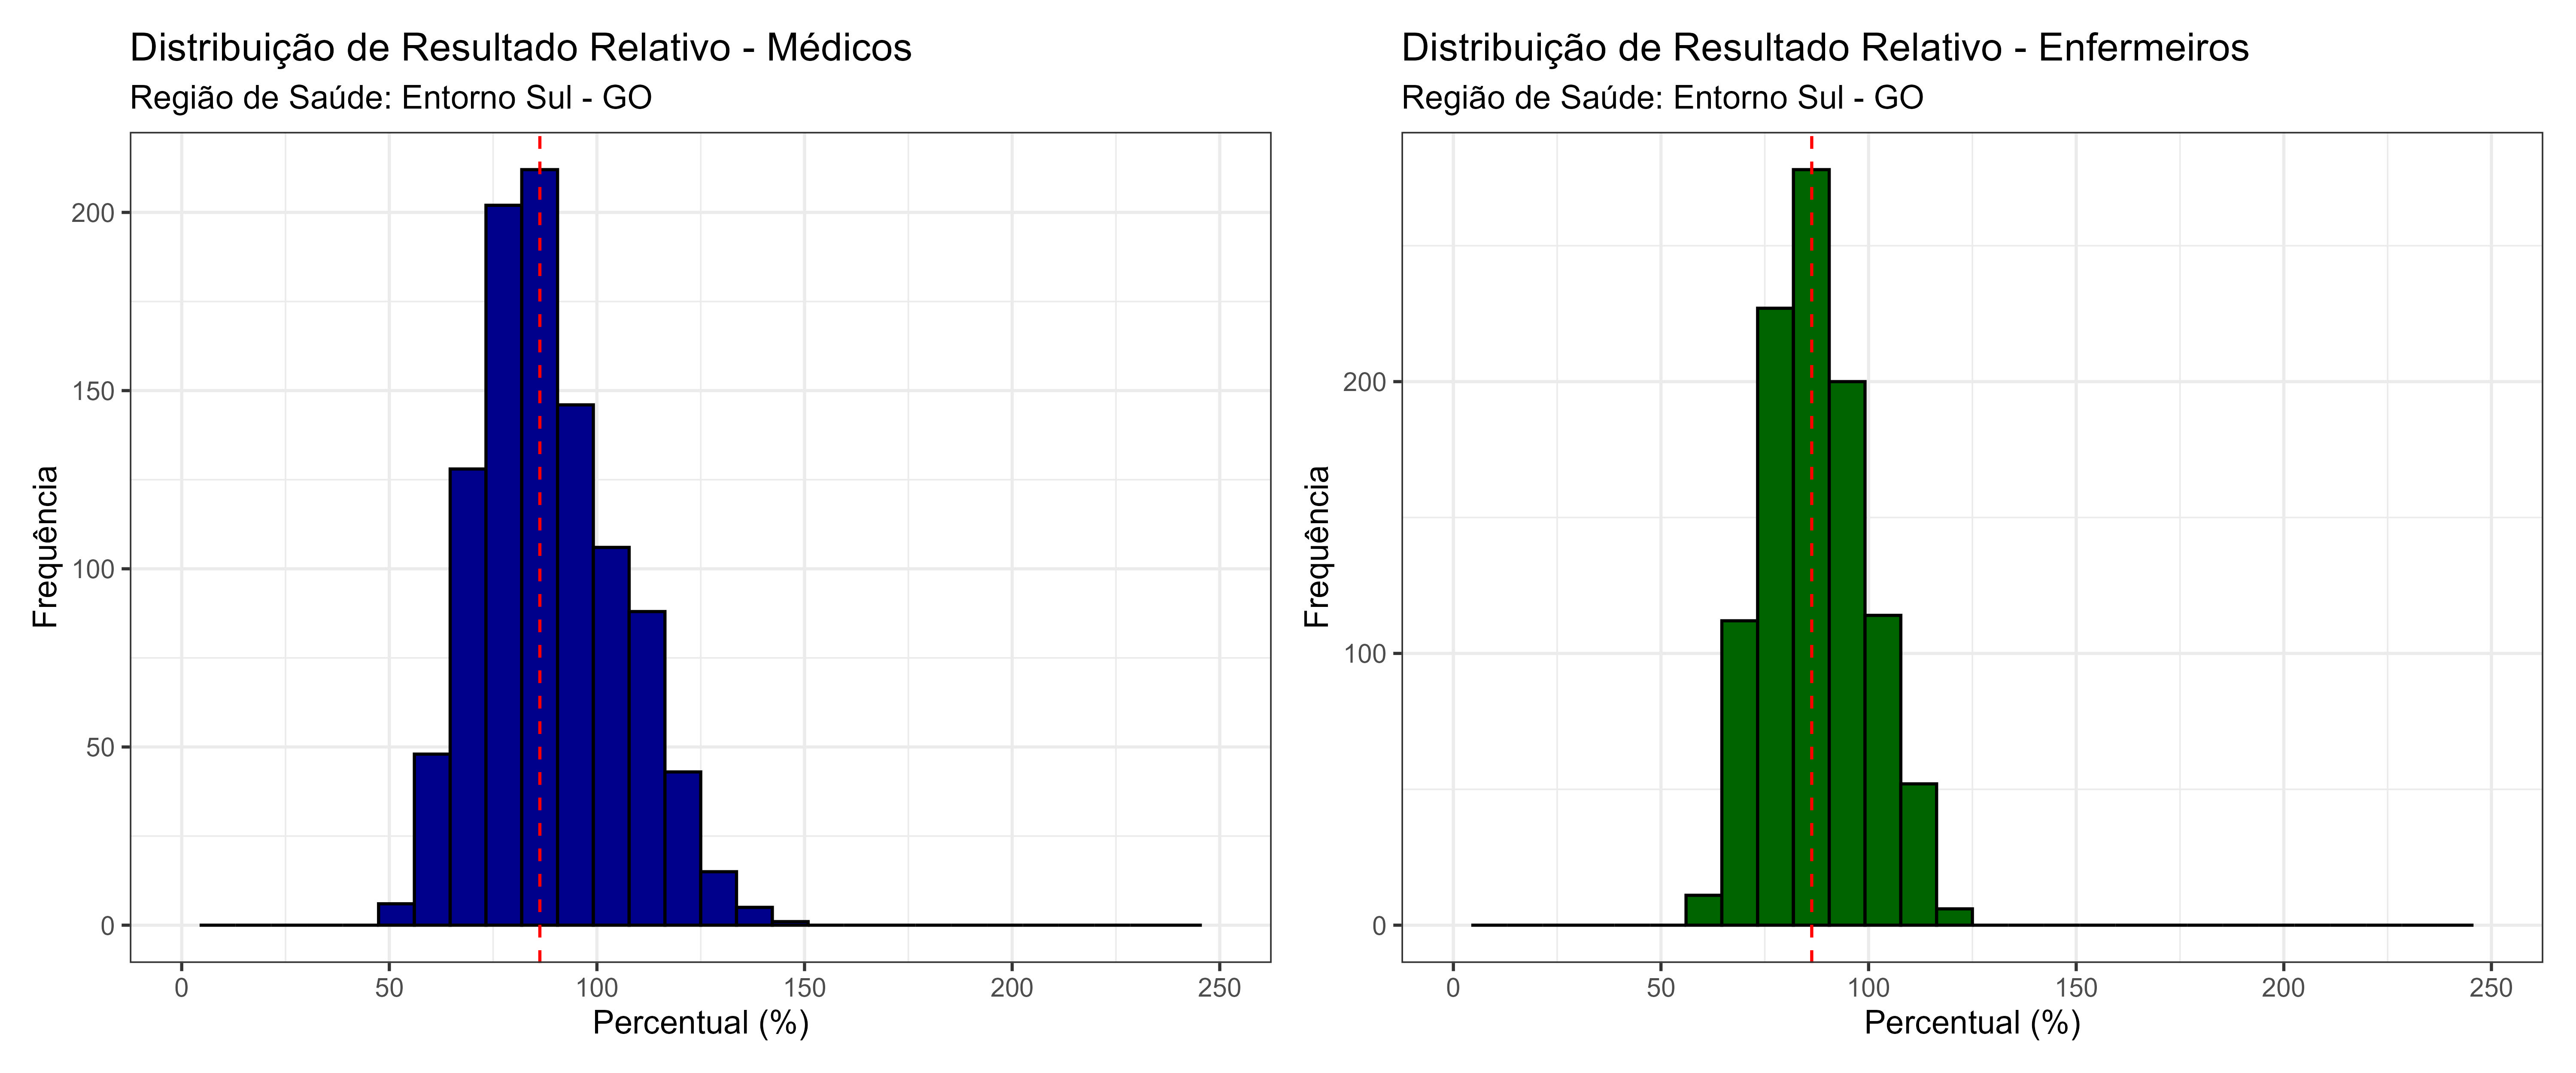 Distribuição de Resultado Relativo - Médicos
Região de Saúde: Entorno Sul - GO
Frequência
200
150
100
50
0
0 50 100 150 200 250
Percentual (%)
Distribuição de Resultado Relativo - Enfermeiros
Região de Saúde: Entorno Sul - GO
Frequência
200
100
0
0 50 100 150 200 250
Percentual (%)